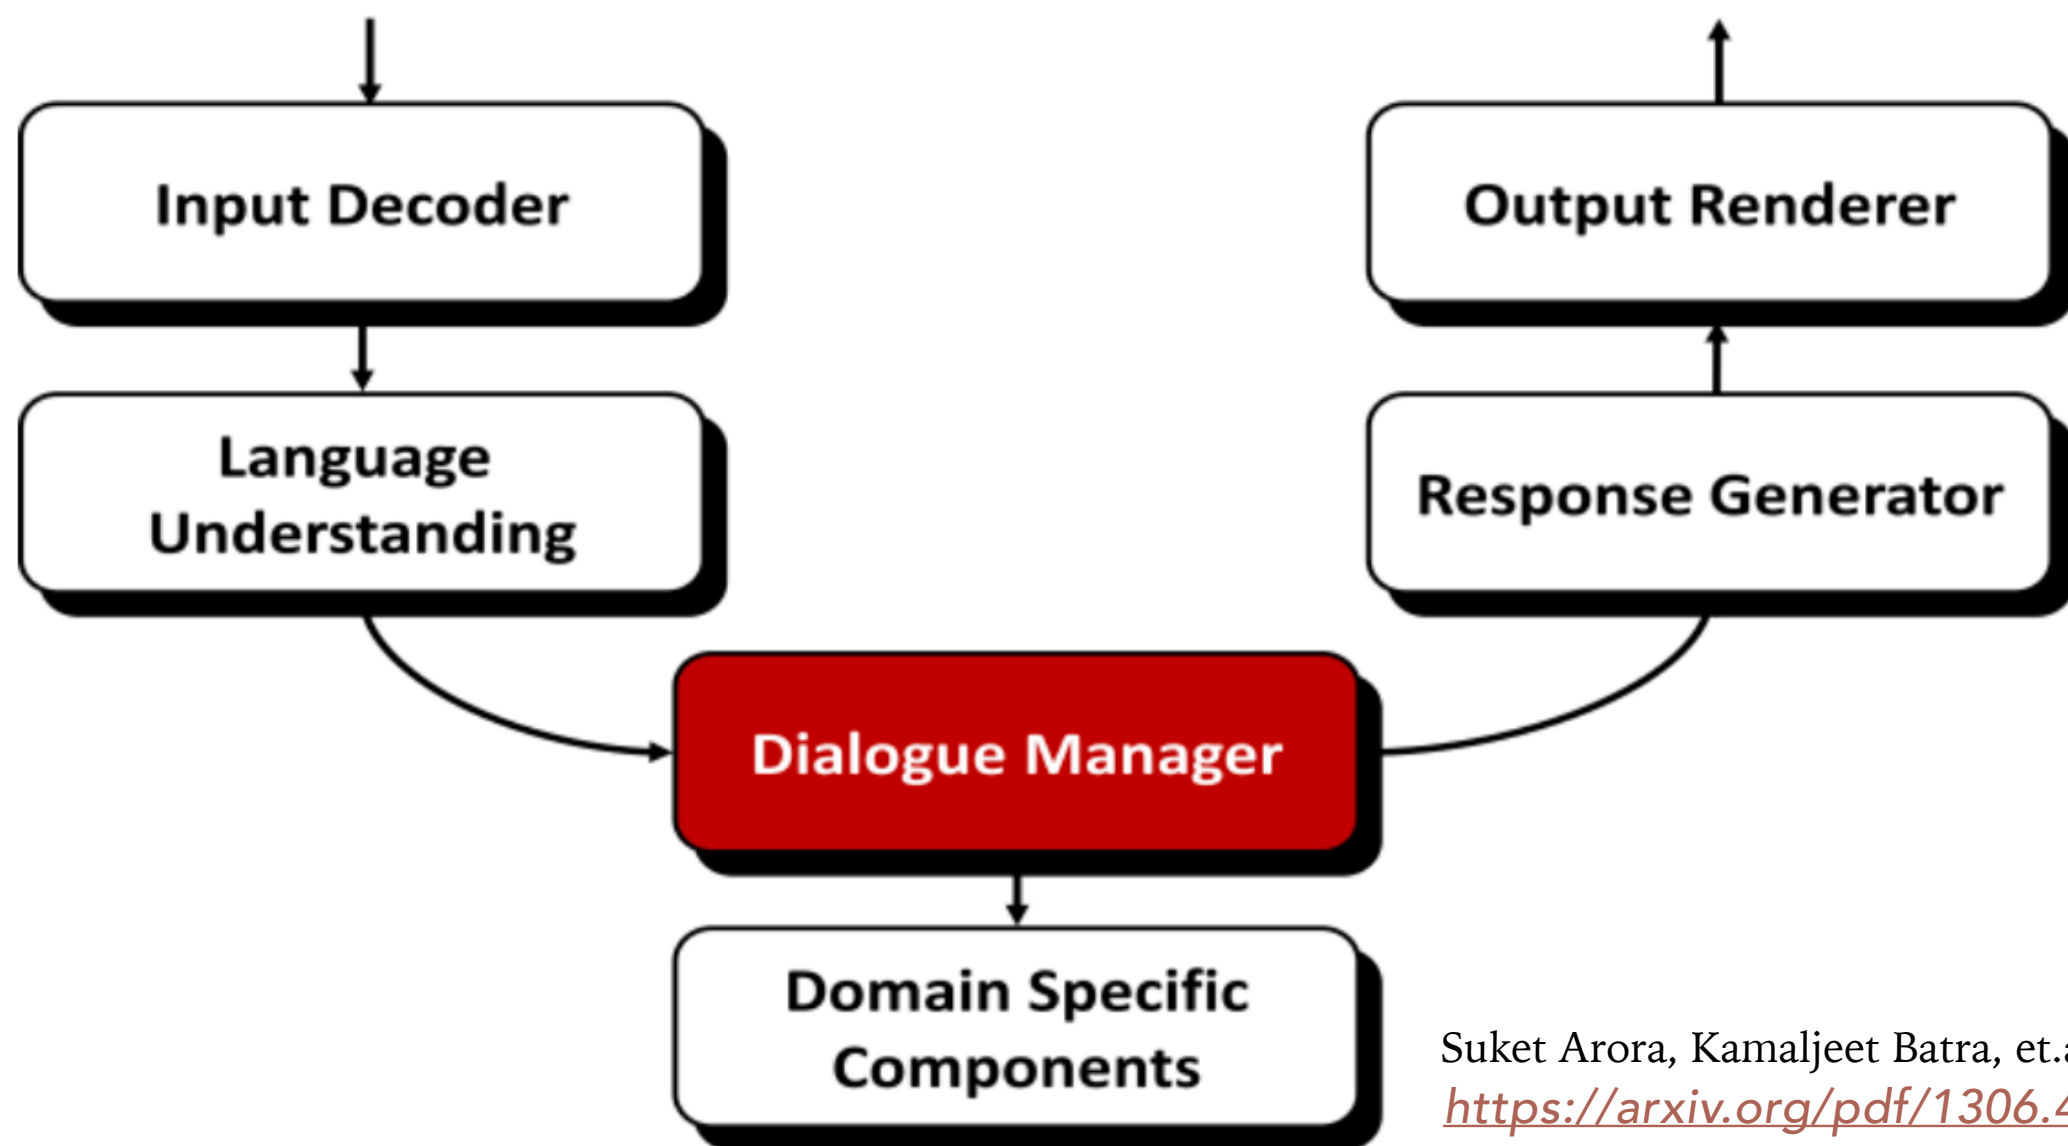 Input Decoder
Output Renderer
Language
Understanding
Response Generator
Dialogue Manager
Domain Specific
Components
Suket Arora, Kamaljeet Batra, et.
https://arxiv.org/pdf/1306.4